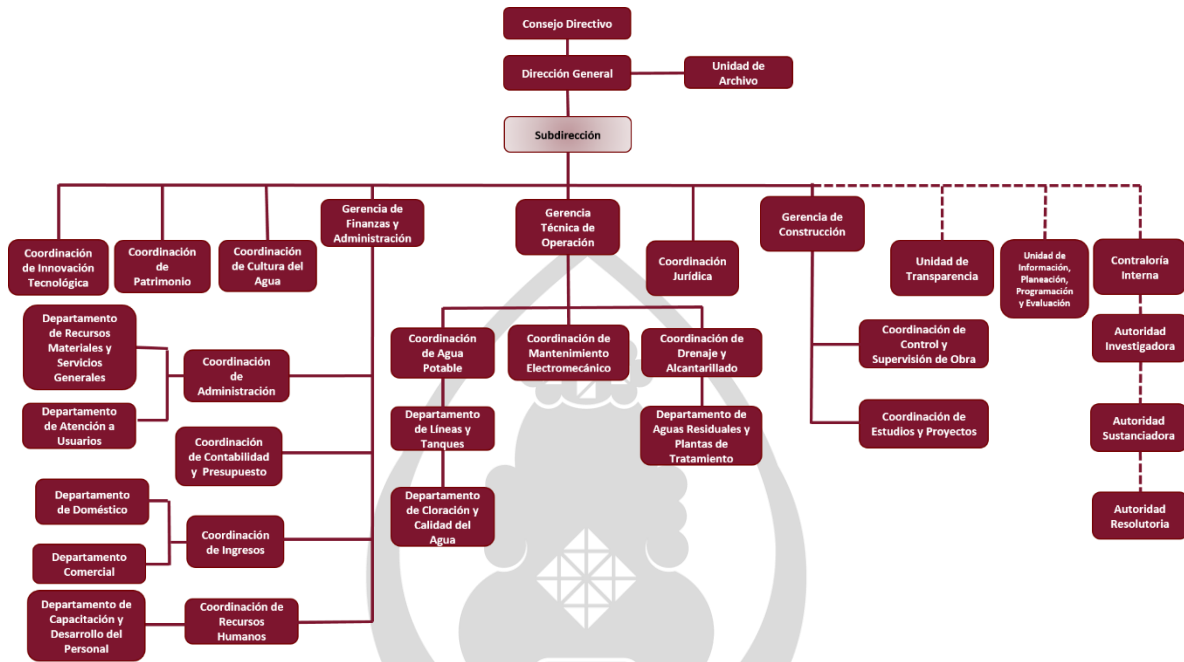 Consejo Directivo
Dirección General
Unidad de
Archivo
Subdirección
Coordinación
de Innovación
Tecnológica
Coordinación
de
Patrimonio
Coordinación
de Cultura del
Agua
Gerencia de
Finanzas y
Administración
Gerencia
Técnica de
Operación
Coordinación
Jurídica
Gerencia de
Construcción
Unidad de
Transparencia
Unidad de
Información,
Planeación,
Programación
y Evaluación
Contraloría
Interna
Departamento
de Recursos
Materiales y
Servicios
Generales
Departamento
de Atención a
Usuarios
Coordinación
de
Administración
Coordinación
de Contabilidad
y Presupuesto
Departamento
de Doméstico
Departamento
Comercial
Coordinación
de Ingresos
Departamento de
Capacitación y
Desarrollo del
Personal
Coordinación de
Recursos
Humanos
Coordinación
de Agua
Potable
Departamento
de Líneas y
Tanques
Departamento
de Cloración y
Calidad del
Agua
Coordinación de
Mantenimiento
Electromecánico
Coordinación de
Drenaje y
Alcantarillado
Departamento de
Aguas Residuales y
Plantas de
Tratamiento
Coordinación de
Control y
Supervisión de Obra
Coordinación de
Estudios y Proyectos
Autoridad
Investigadora
Autoridad
Sustanciadora
Autoridad
Resolutoria